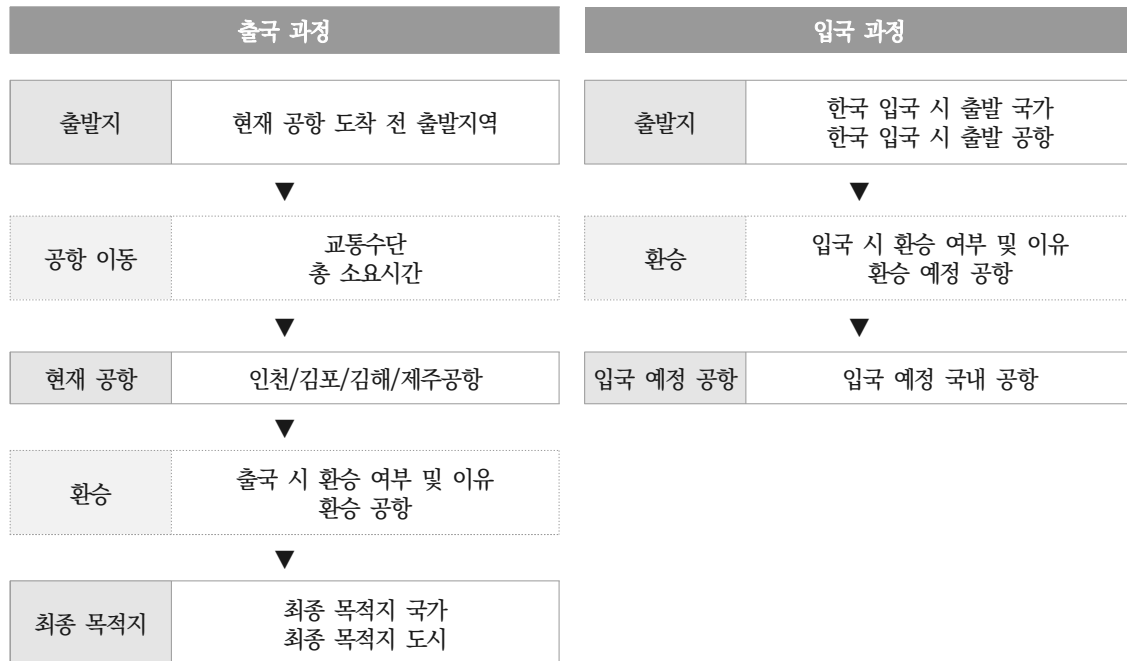 출국 과정
출발지
현재 공항 도착 전 출발지역
▼
공항 이동
교통수단
총 소요시간
▼
현재 공항
인천/김포/김해/제주공항
▼
환승
출국 시 환승 여부 및 이유
환승 공항
▼
최종 목적지
최종 목적지 국가
최종 목적지 도시
입국 과정
출발지
한국 입국 시 출발 국가
한국 입국 시 출발 공항
▼
환승
입국 시 환승 여부 및 이유
환승 예정 공항
▼
입국 예정 공항
입국 예정 국내 공항